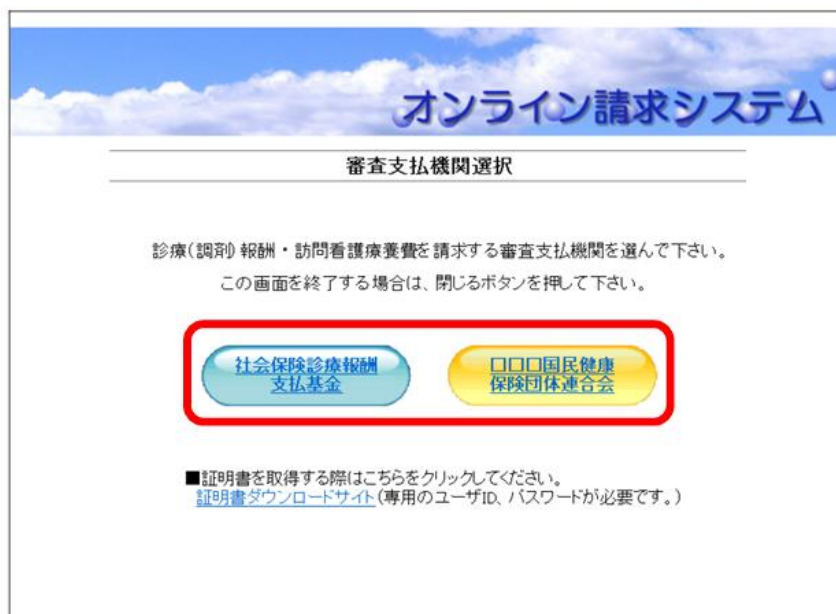 オンライン請求システム
審査支払機関選択
診療(調剤)報酬・訪問看護療養費を請求する審査支払機関を選んで下さい。
この画面を終了する場合は、閉じるボタンを押して下さい。
社会保険診療報酬
支払基金
□□□国民健康
保険団体連合会
■証明書を取得する際はこちらをクリックしてください。
証明書ダウンロードサイト(専用のユーザID、パスワードが必要です。)